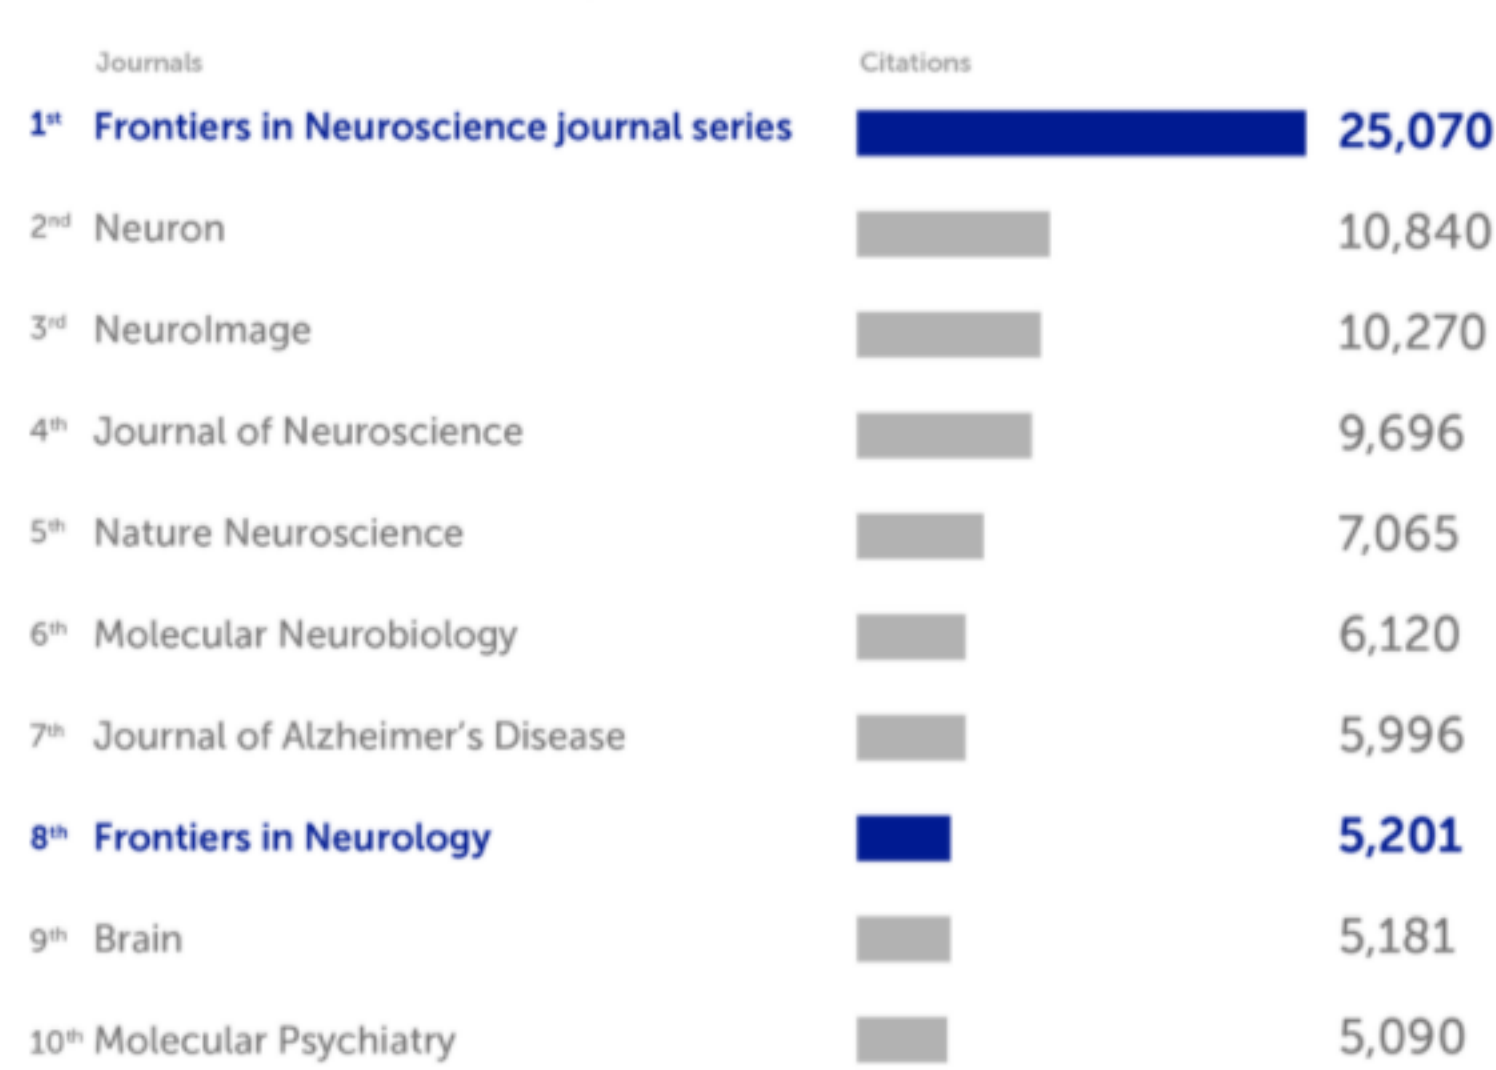 Journals Citations
1st Frontiers in Neuroscience journal series 25,070
2nd Neuron 10,840
3rd NeuroImage 10,270
4th Journal of Neuroscience 9,696
5th Nature Neuroscience 7,065
6th Molecular Neurobiology 6,120
7th Journal of Alzheimer's Disease 5,996
8th Frontiers in Neurology 5,201
9th Brain 5,181
10th Molecular Psychiatry 5,090